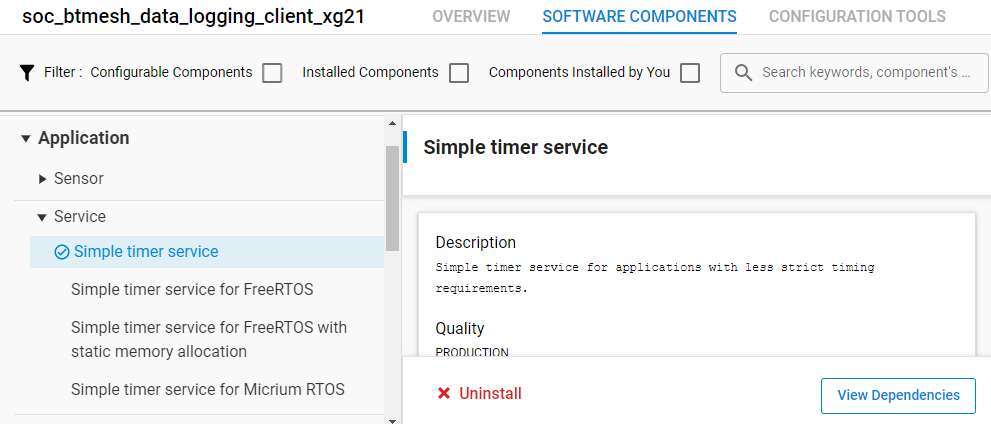 soc_btmesh_data_logging_client_xg21
OVERVIEW
SOFTWARE COMPONENTS
CONFIGURATION TOOLS
Filter :
Configurable Components
Installed Components
Components Installed by You
Search keywords, component's ...
Application
Sensor
Service
Simple timer service
Simple timer service for FreeRTOS
Simple timer service for FreeRTOS with
static memory allocation
Simple timer service for Micrium RTOS
Simple timer service
Description
Simple timer service for applications with less strict timing
requirements.
Quality
PRODUCTION
Uninstall
View Dependencies